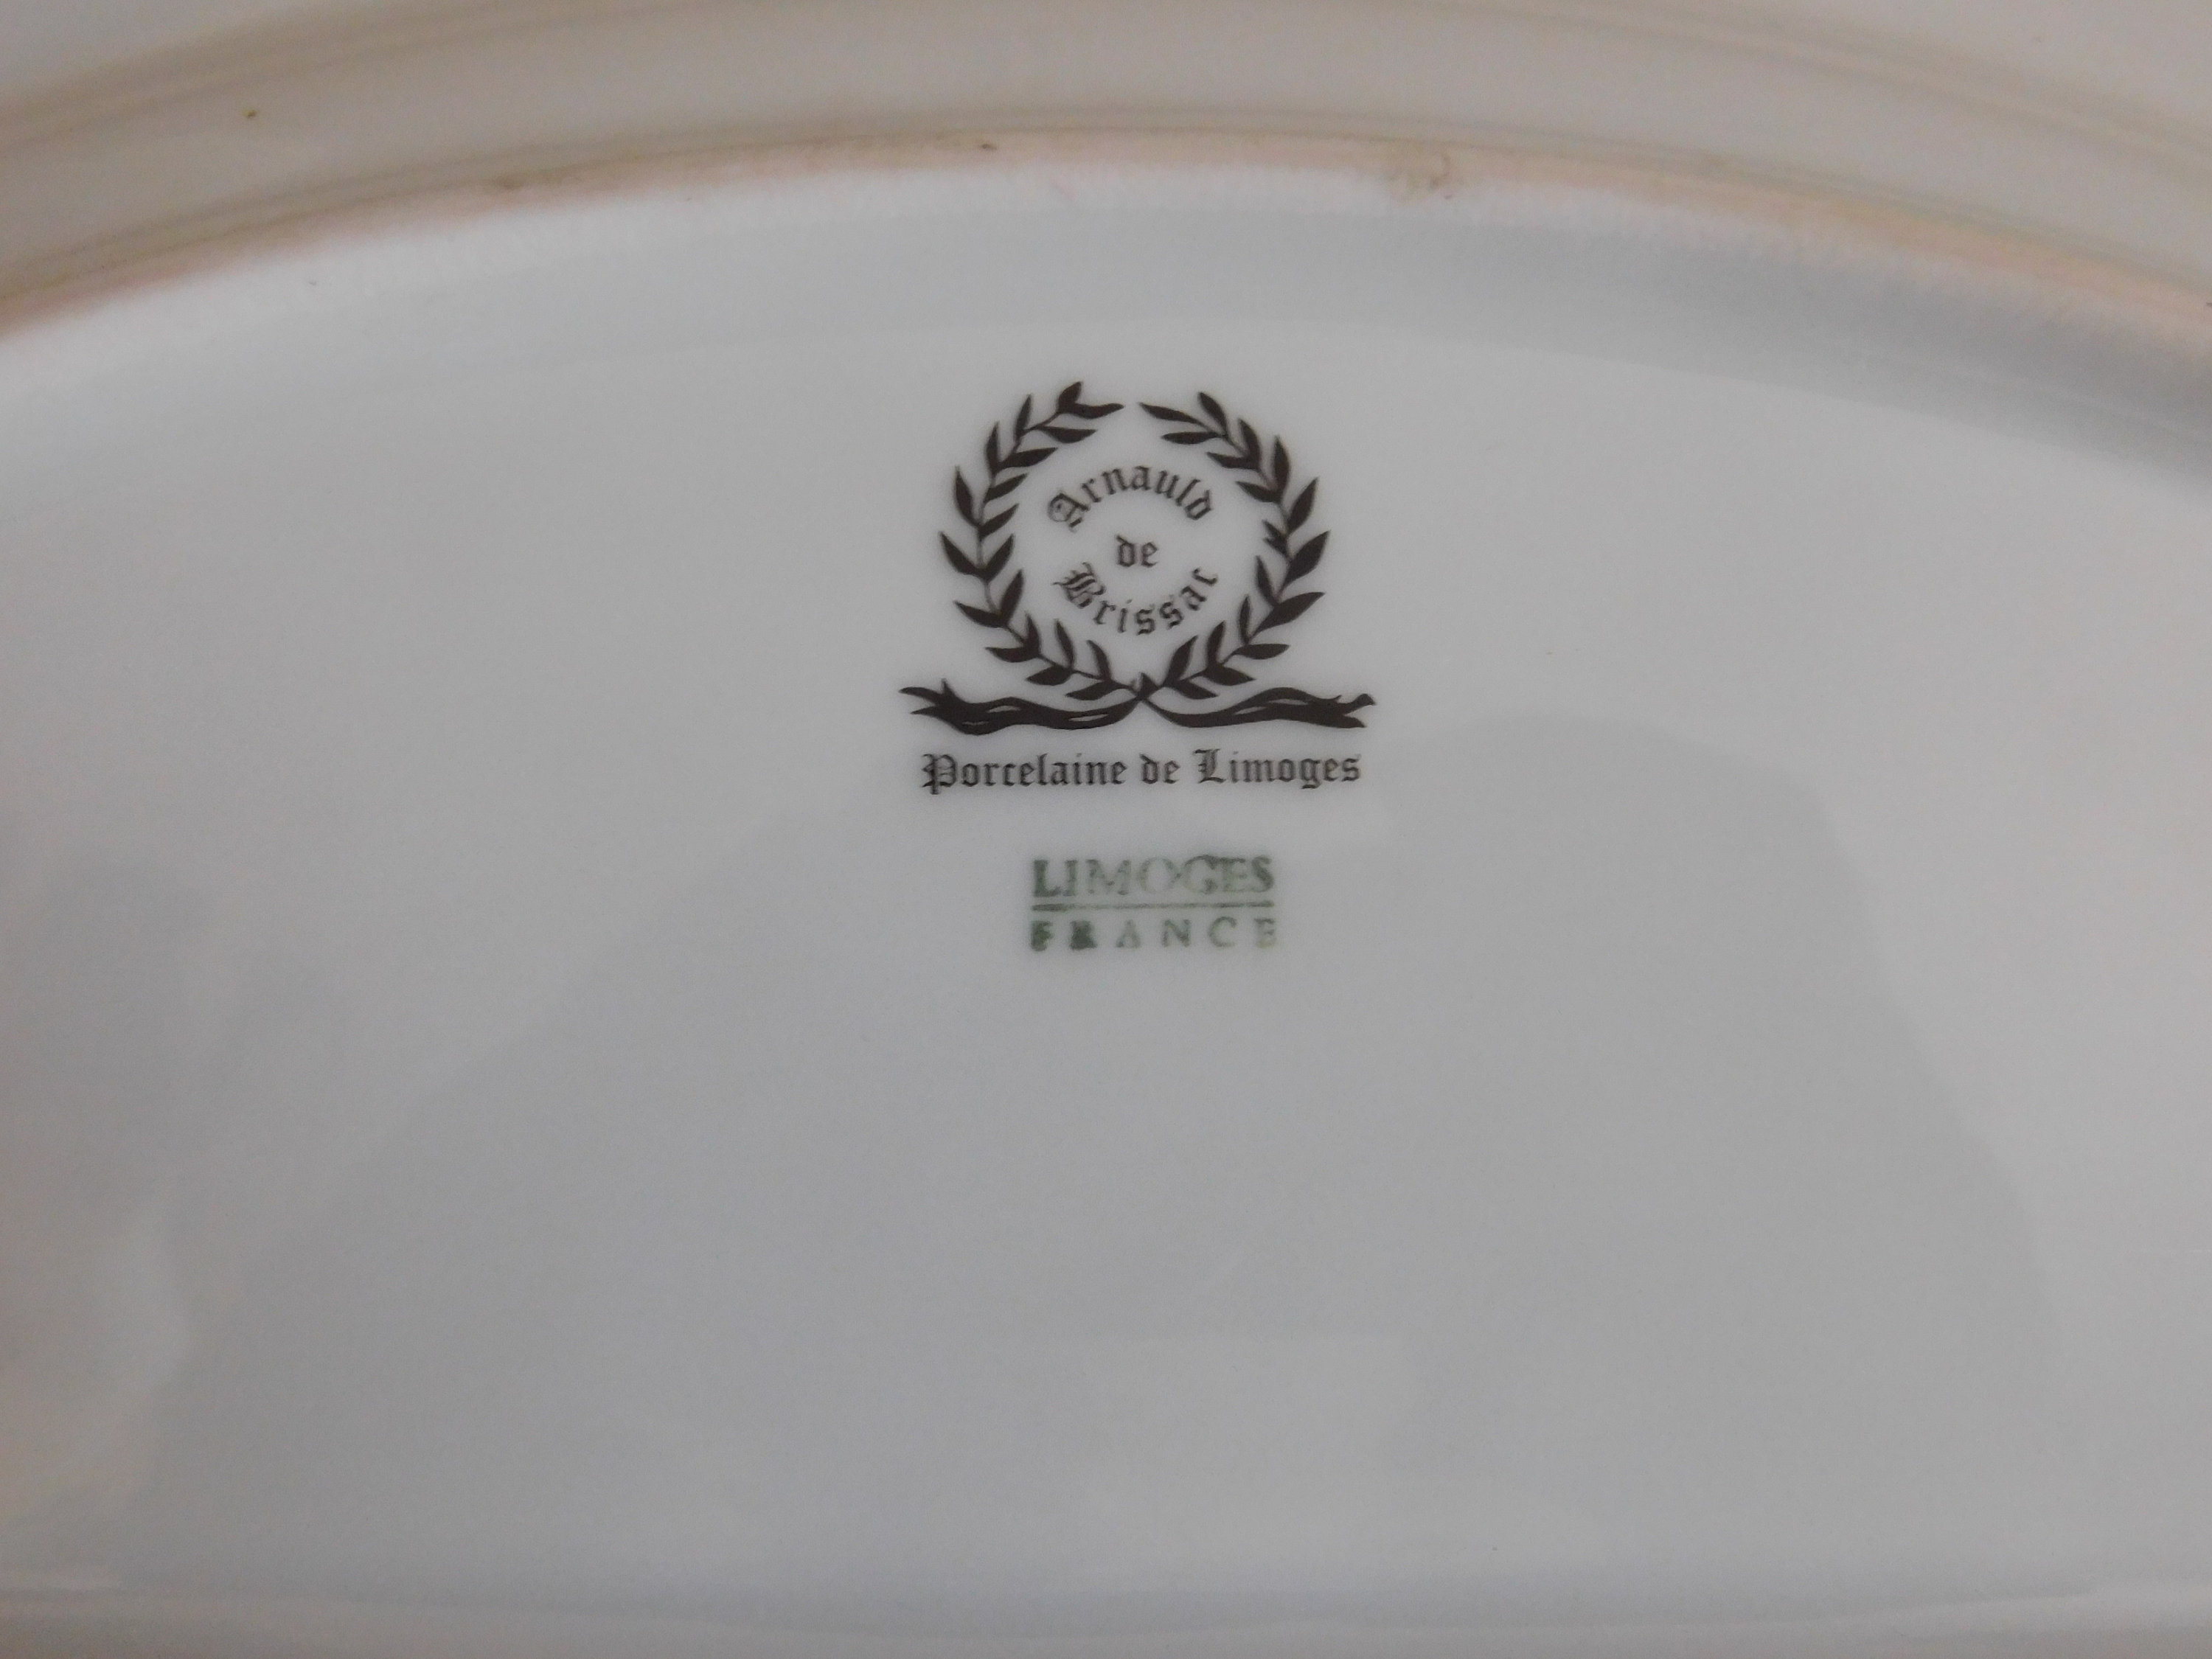 Arnauld
de
Brissac
Porcelaine de Limoges
LIMOGES
FRANCE